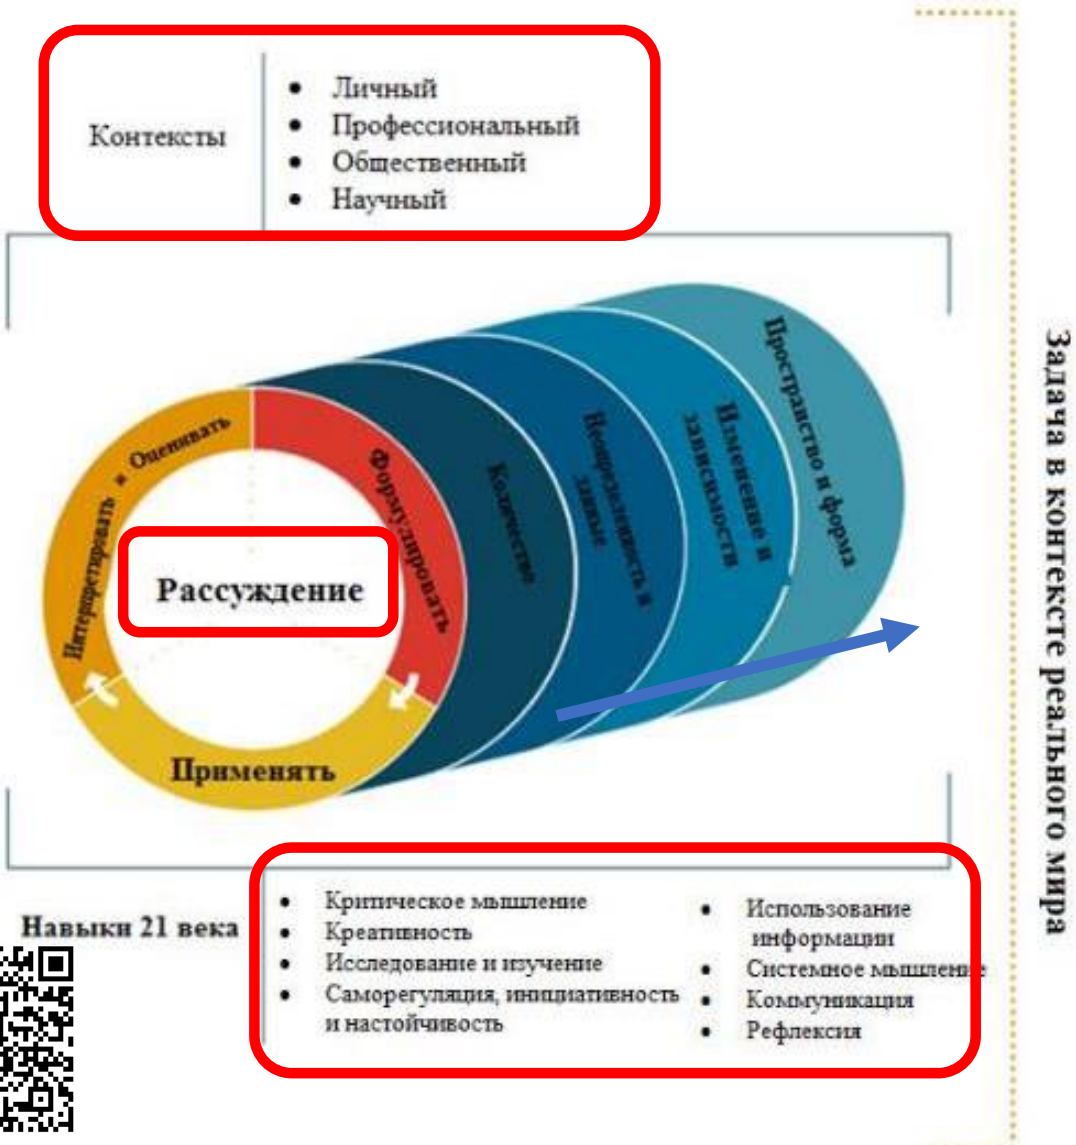 Контексты
• Личный
• Профессиональный
• Общественный
• Научный
Интерпретировать и Оценивать
Формулировать
Рассуждение
Применять
Количество
Неопределенность и
данные
Изменение и
зависимости
Пространство и форма
Задача в контексте реального мира
Навыки 21 века
• Критическое мышление
• Креативность
• Исследование и изучение
• Саморегуляция, инициативность
и настойчивость
• Использование
информации
• Системное мышление
• Коммуникация
• Рефлексия